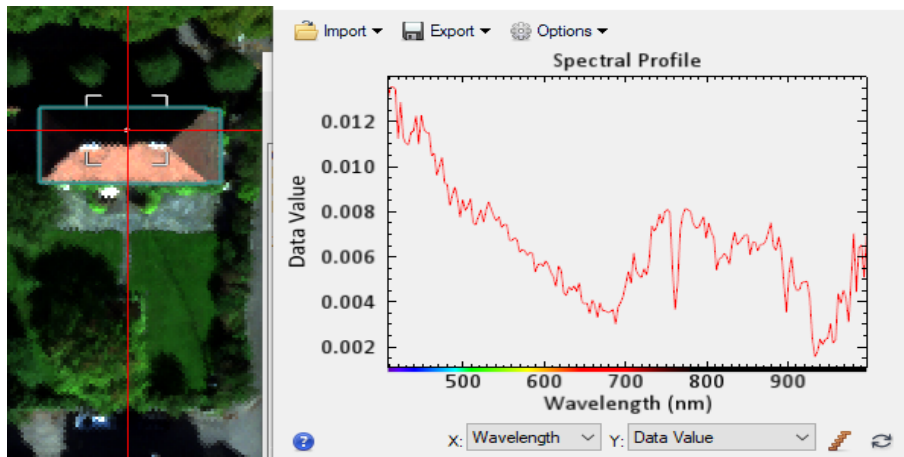 Import Export Options
Spectral Profile
0.012
0.010
0.008
0.006
0.004
0.002
Data Value
500 600 700 800 900
Wavelength (nm)
X: Wavelength Y: Data Value